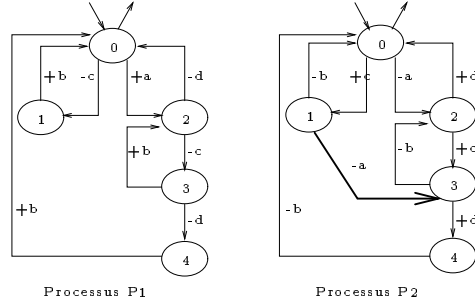 0 0
+b -c +a -d -b +c -a +d
1 2 1 2
+b -c -a -b +c
3 3
+b -d -b +d
4 4
Processus P1 Processus P2